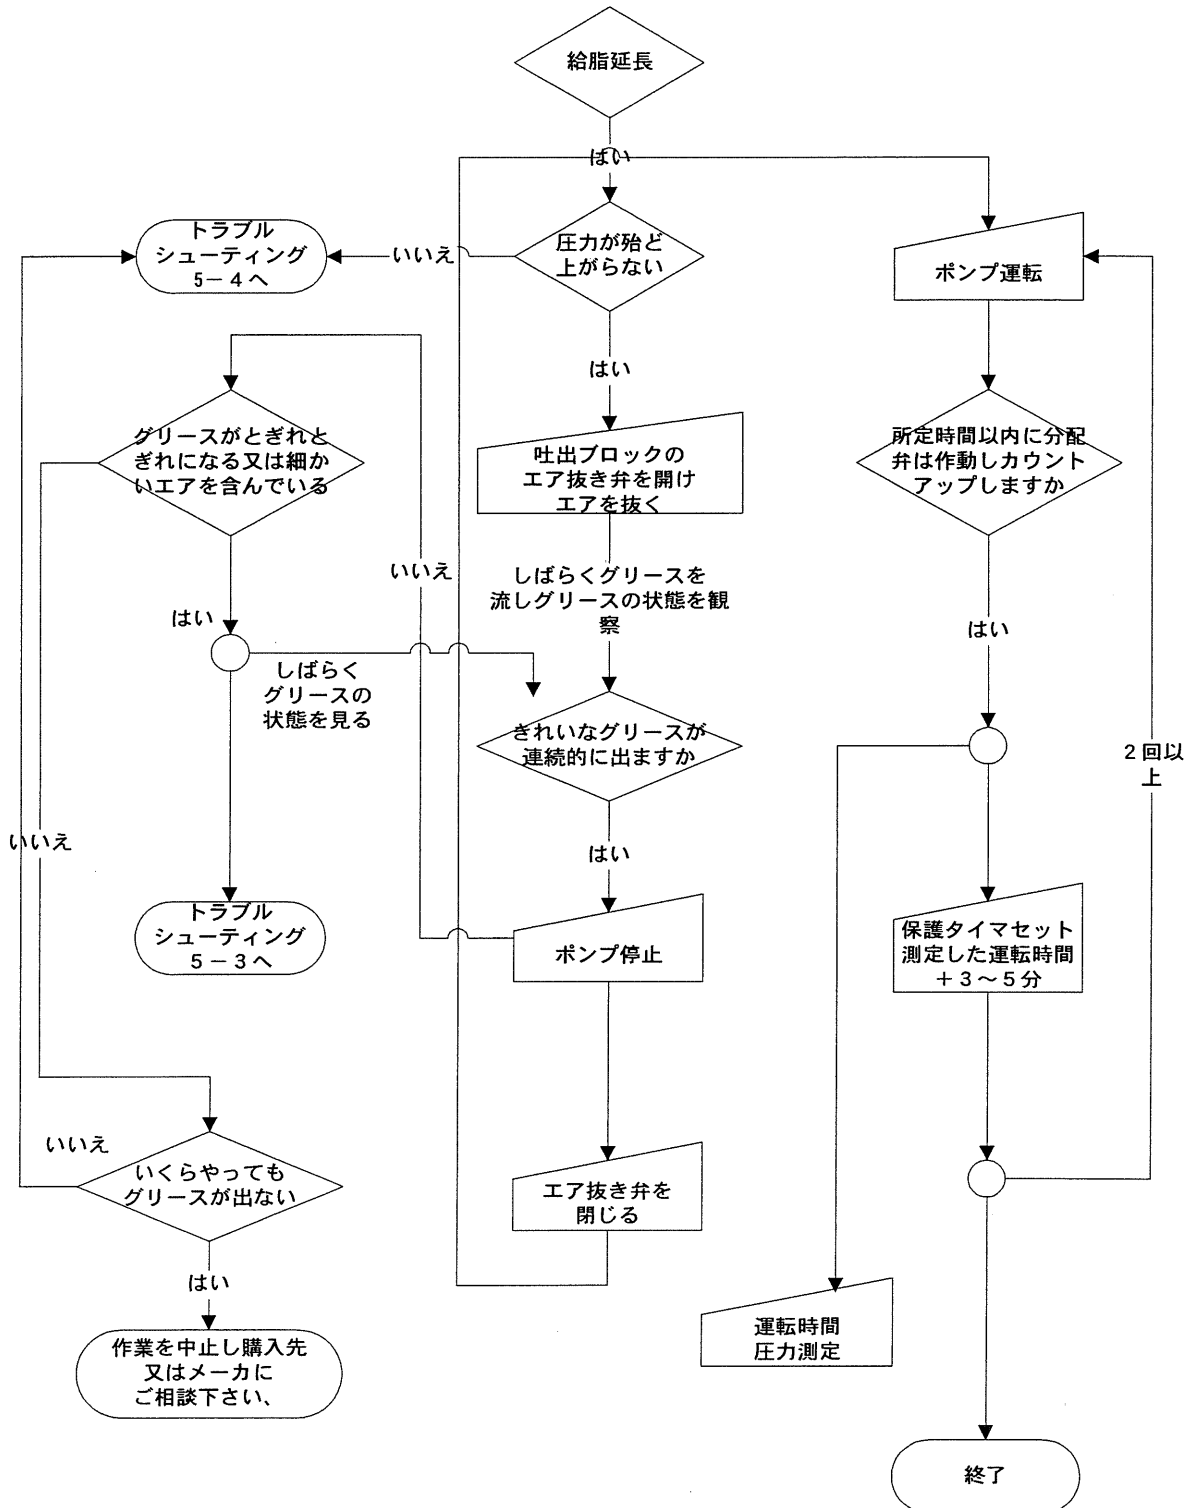 給脂延長
はい
圧力が殆ど
上がらない
いいえ
トラブル
シューティング
5－4へ
ポンプ運転
はい
グリースがとぎれと
ぎれになる又は細か
いエアを含んでいる
吐出ブロックの
エア抜き弁を開け
エアを抜く
所定時間以内に分配
弁は作動しカウント
アップしますか
いいえ
しばらくグリースを
流しグリースの状態を観
察
はい
はい
しばらく
グリースの
状態を見る
きれいなグリースが
連続的に出ますか
2回以
上
いいえ
はい
トラブル
シューティング
5－3へ
ポンプ停止
保護タイマセット
測定した運転時間
＋3～5分
いいえ
いくらやっても
グリースが出ない
エア抜き弁を
閉じる
はい
運転時間
圧力測定
作業を中止し購入先
又はメーカに
ご相談下さい、
終了